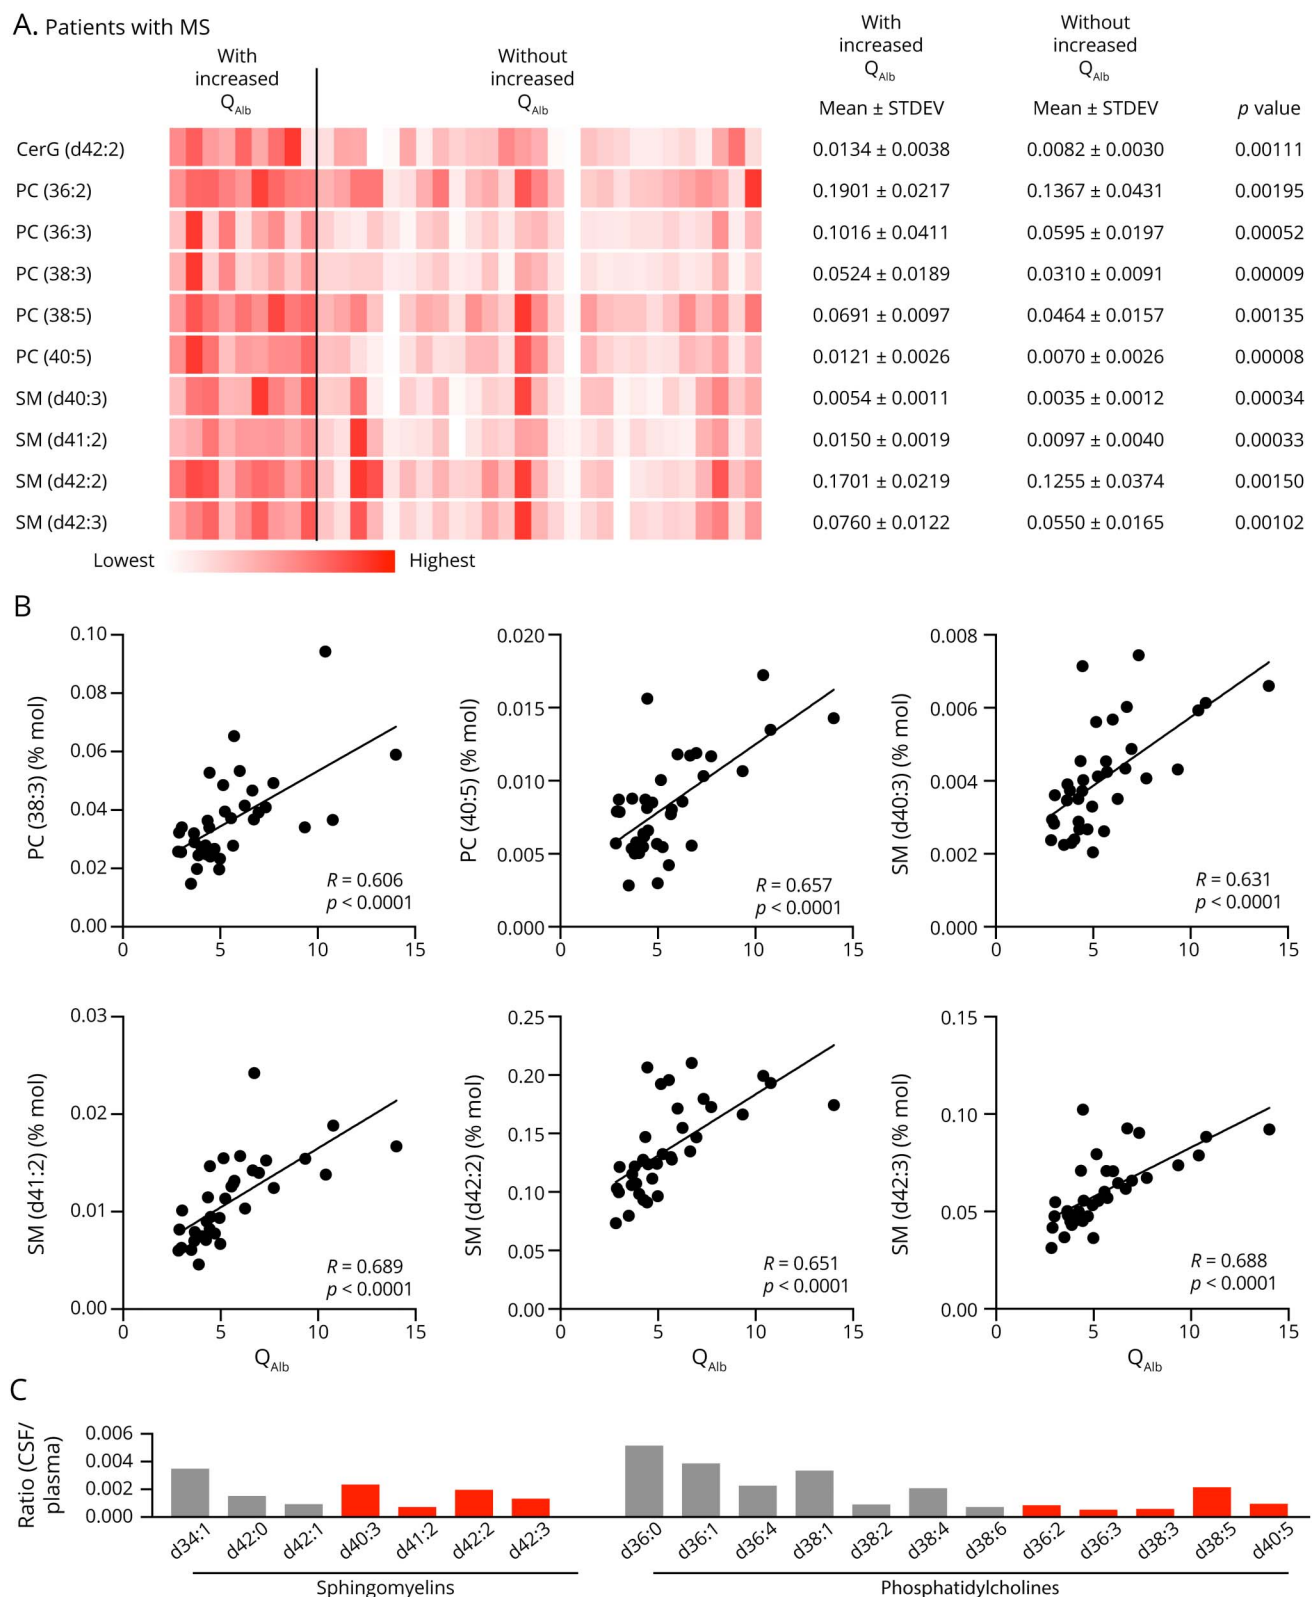 A. Patients with MS
With
increased
Q Alb
Without
increased
Q Alb
With
increased
Q Alb
Without
increased
Q Alb
Mean ± STDEV Mean ± STDEV p value
CerG (d42:2) 0.0134 ± 0.0038 0.0082 ± 0.0030 0.00111
PC (36:2) 0.1901 ± 0.0217 0.1367 ± 0.0431 0.00195
PC (36:3) 0.1016 ± 0.0411 0.0595 ± 0.0197 0.00052
PC (38:3) 0.0524 ± 0.0189 0.0310 ± 0.0091 0.00009
PC (38:5) 0.0691 ± 0.0097 0.0464 ± 0.0157 0.00135
PC (40:5) 0.0121 ± 0.0026 0.0070 ± 0.0026 0.00008
SM (d40:3) 0.0054 ± 0.0011 0.0035 ± 0.0012 0.00034
SM (d41:2) 0.0150 ± 0.0019 0.0097 ± 0.0040 0.00033
SM (d42:2) 0.1701 ± 0.0219 0.1255 ± 0.0374 0.00150
SM (d42:3) 0.0760 ± 0.0122 0.0550 ± 0.0165 0.00102
Lowest Highest
B
PC (38:3) (% mol)
0.10
0.08
0.06
0.04
0.02
0.00
R = 0.606
p < 0.0001
0 5 10 15
PC (40:5) (% mol)
0.020
0.015
0.010
0.005
0.000
R = 0.657
p < 0.0001
0 5 10 15
SM (d40:3) (% mol)
0.008
0.006
0.004
0.002
0.000
R = 0.631
p < 0.0001
0 5 10 15
SM (d41:2) (% mol)
0.03
0.02
0.01
0.00
R = 0.689
p < 0.0001
0 5 10 15
Q Alb
SM (d42:2) (% mol)
0.25
0.20
0.15
0.10
0.05
0.00
R = 0.651
p < 0.0001
0 5 10 15
Q Alb
SM (d42:3) (% mol)
0.15
0.10
0.05
0.00
R = 0.688
p < 0.0001
0 5 10 15
Q Alb
C
Ratio (CSF/
plasma)
0.006
0.004
0.002
0.000
d34:1 d42:0 d42:1 d40:3 d41:2 d42:2 d42:3 d36:0 d36:1 d36:4 d38:1 d38:2 d38:4 d38:6 d36:2 d36:3 d38:3 d38:5 d40:5
Sphingomyelins Phosphatidylcholines